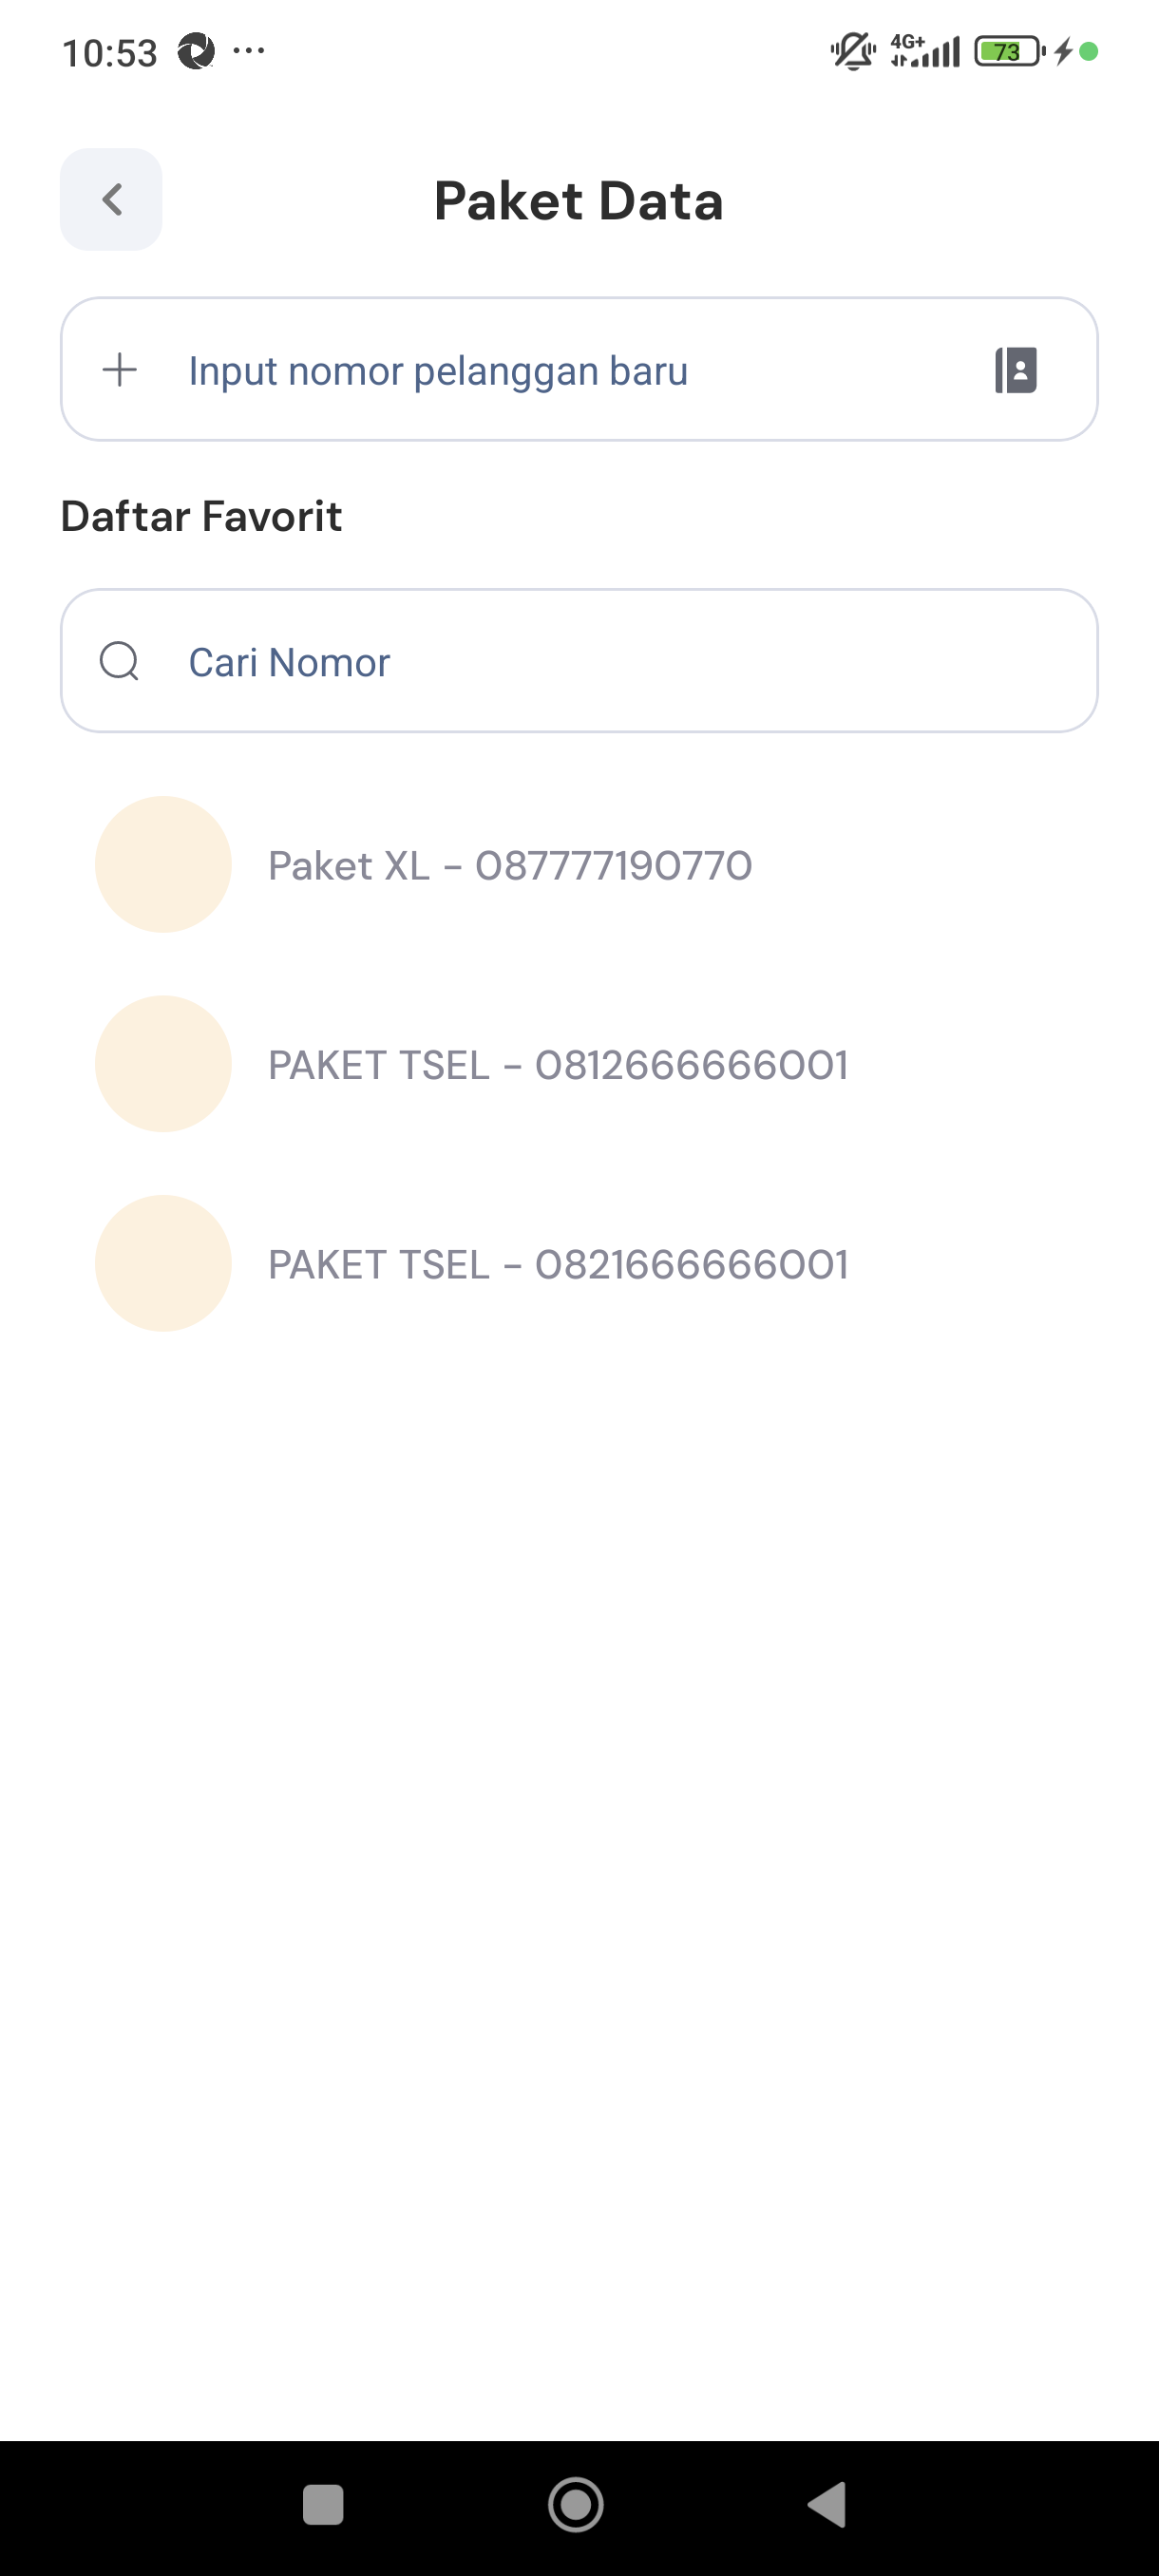 10:53
4G+
73
Paket Data
Input nomor pelanggan baru
Daftar Favorit
Cari Nomor
Paket XL - 087777190770
PAKET TSEL - 0812666666001
PAKET TSEL - 0821666666001